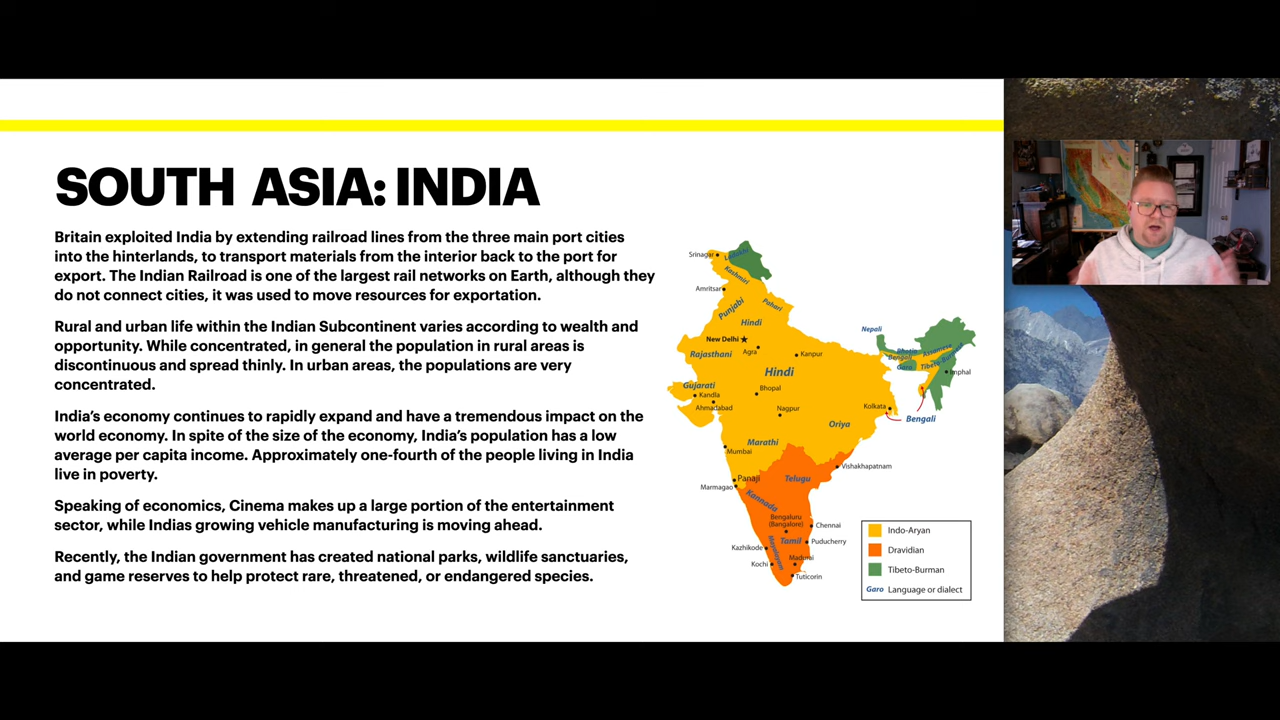 SOUTH ASIA: INDIA
Britain exploited India by extending railroad lines from the three main port cities
into the hinterlands, to transport materials from the interior back to the port for
export. The Indian Railroad is one of the largest rail networks on Earth, although they
do not connect cities, it was used to move resources for exportation.
Rural and urban life within the Indian Subcontinent varies according to wealth and
opportunity. While concentrated, in general the population in rural areas is
discontinuous and spread thinly. In urban areas, the populations are very
concentrated.
India's economy continues to rapidly expand and have a tremendous impact on the
world economy. In spite of the size of the economy, India's population has a low
average per capita income. Approximately one-fourth of the people living in India
live in poverty.
Speaking of economics, Cinema makes up a large portion of the entertainment
sector, while Indias growing vehicle manufacturing is moving ahead.
Recently, the Indian government has created national parks, wildlife sanctuaries,
and game reserves to help protect rare, threatened, or endangered species.
Srinagar
Ladakhi
Kashmiri
Amritsar
Punjabi
Pahari
Hindi
New Delhi
Agra
Rajasthani
Kanpur
Nepali
Bhotia
Bengali
Assamese
Garo
Tibeto-Burman
Imphal
Hindi
Gujarati
Kandla
Ahmadabad
Bhopal
Nagpur
Kolkata
Bengali
Oriya
Marathi
Mumbai
Vishakhapatnam
Telugu
Panaji
Marmagao
Kannada
Bengaluru
(Bangalore)
Chennai
Tamil
Puducherry
Kazhikode
Malayalam
Madurai
Kochi
Tuticorin
Indo-Aryan
Dravidian
Tibeto-Burman
Garo Language or dialect